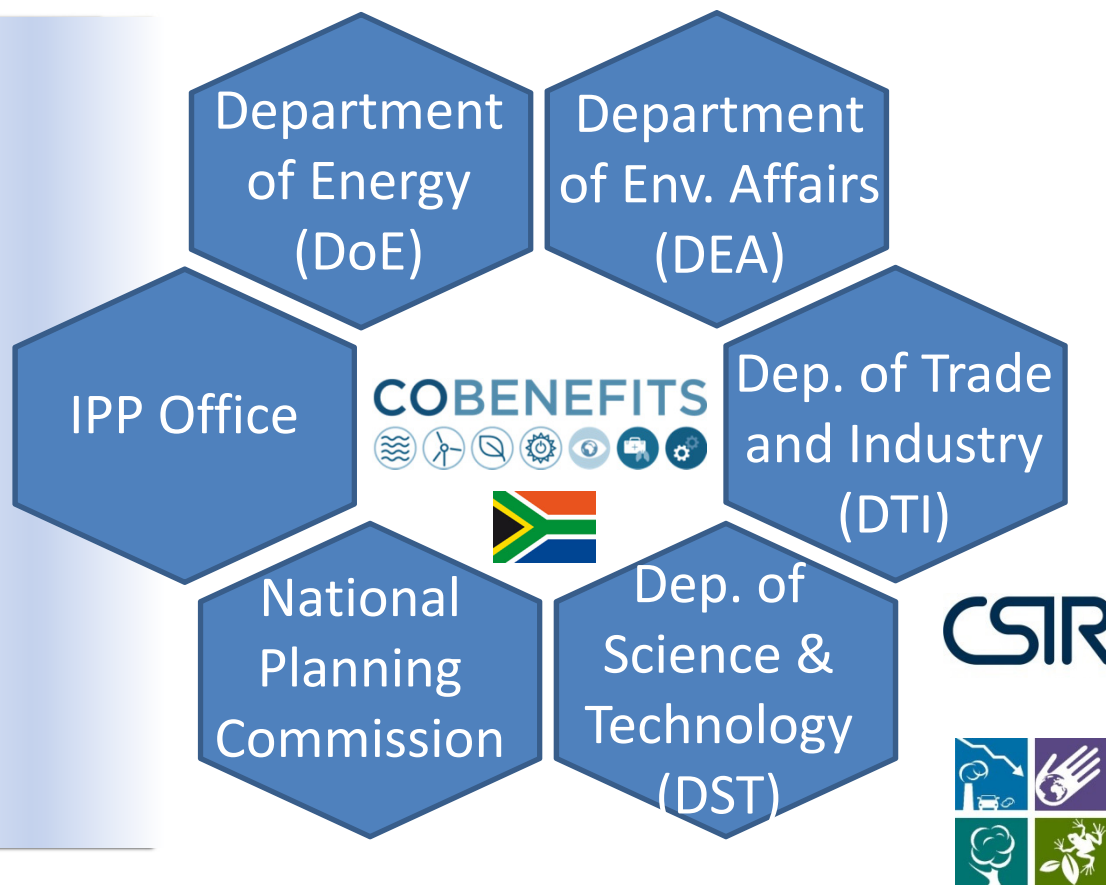 Department
of Energy
(DoE)
Department
of Env. Affairs
(DEA)
IPP Office
COBENEFITS
Dep. of Trade
and Industry
(DTI)
National
Planning
Commission
Dep. of
Science &
Technology
(DST)
CSIR